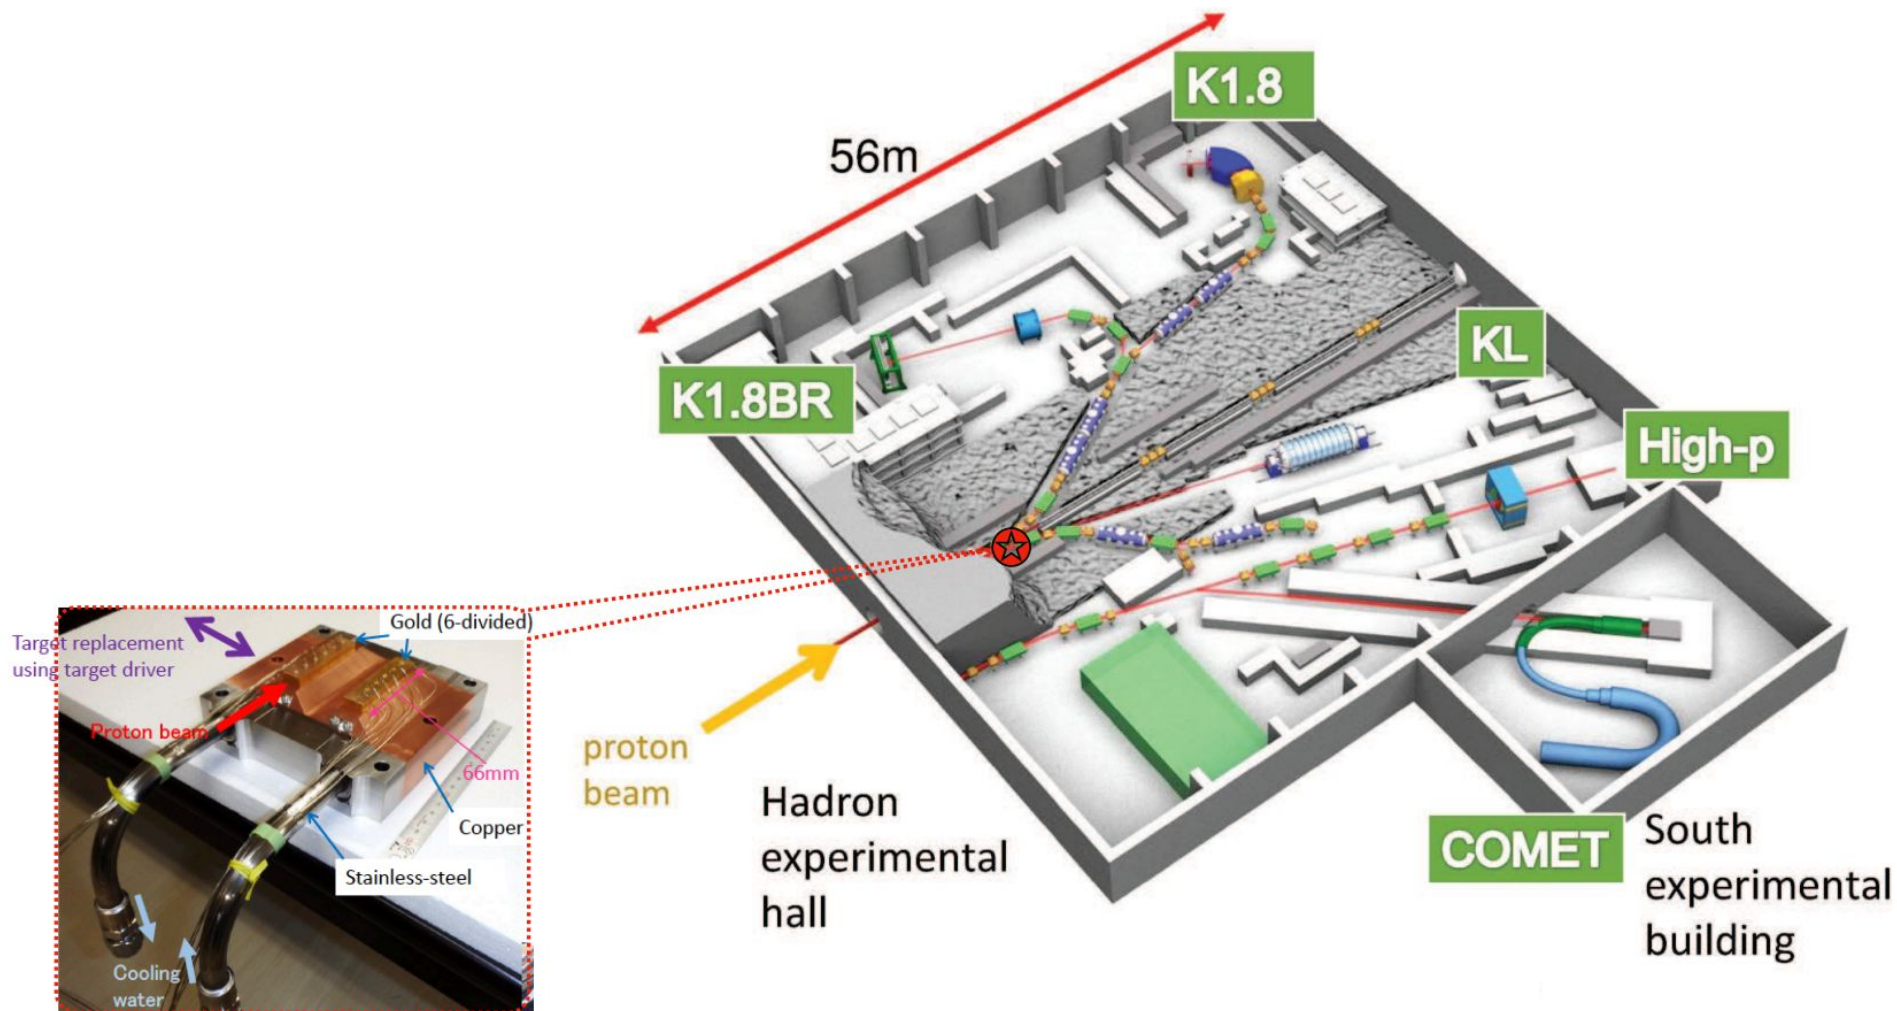 K1.8
56m
KL
K1.8BR
High-p
Gold (6-divided)
Target replacement
using target driver
Proton beam
66mm
Copper
Stainless-steel
Cooling
water
proton
beam
Hadron
experimental
hall
COMET
South
experimental
building